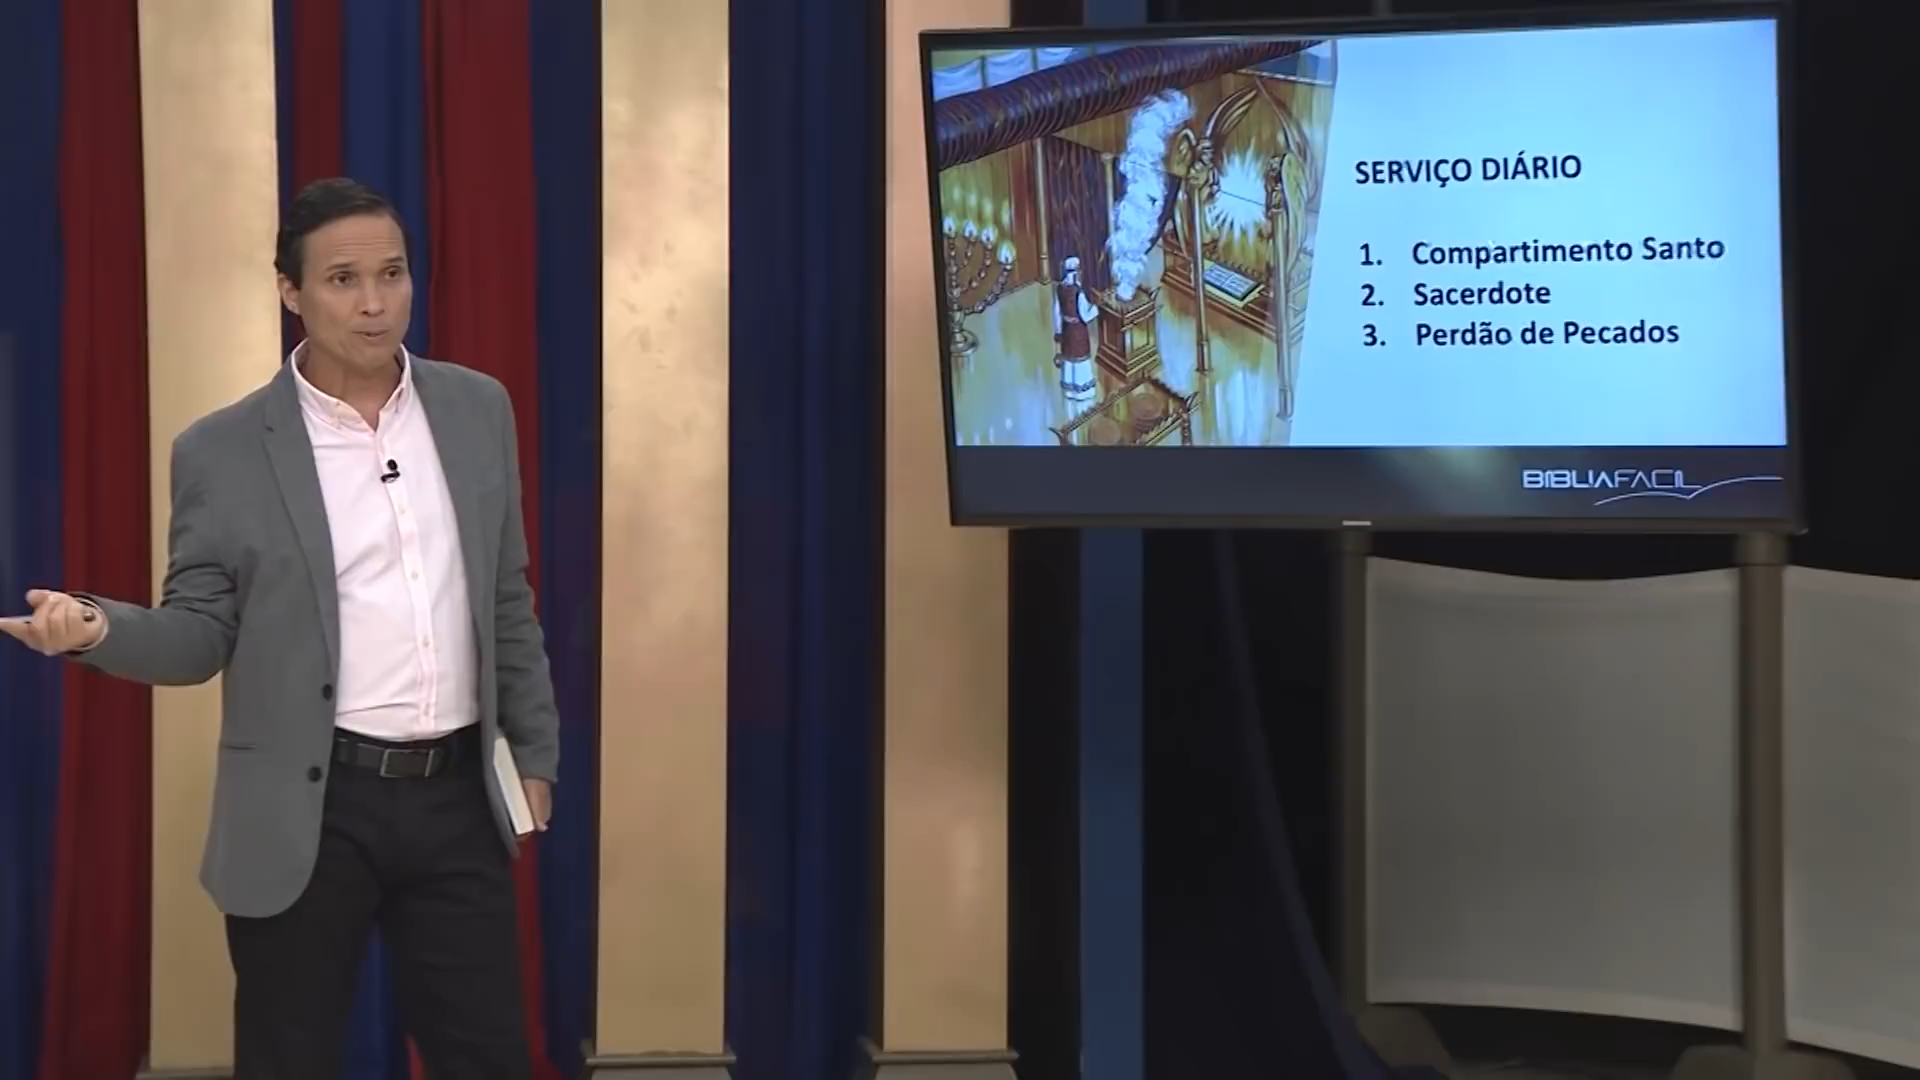 SERVIÇO DIÁRIO
1. Compartimento Santo
2. Sacerdote
3. Perdão de Pecados
BIBLIAFACIL